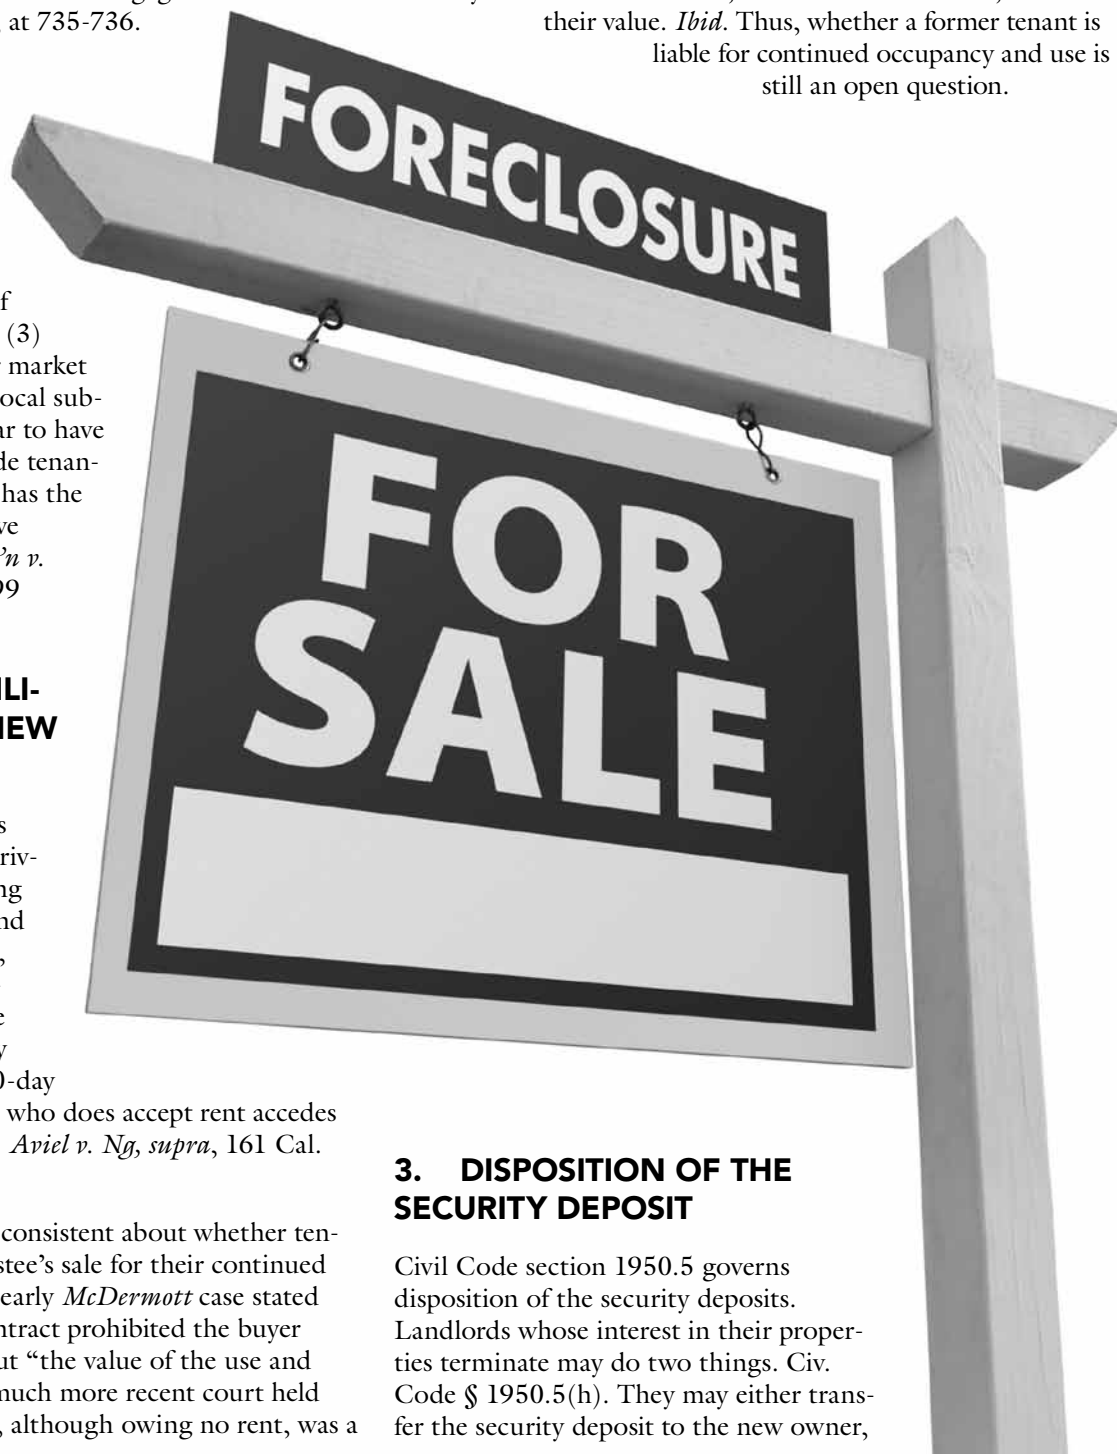 at 735-736.
their value. Ibid. Thus, whether a former tenant is
liable for continued occupancy and use is
still an open question.
FORECLOSURE
FOR
SALE
f
(3)
market
ocal sub-
ar to have
de tenan-
has the
ve
'n v.
99
LI-
IEW
s
riv-
ng
nd
,
e
y
0-day
who does accept rent accedes
Aviel v. Ng, supra, 161 Cal.
consistent about whether ten-
stee's sale for their continued
early McDermott case stated
ntract prohibited the buyer
ut “the value of the use and
much more recent court held
, although owing no rent, was a
3. DISPOSITION OF THE
SECURITY DEPOSIT
Civil Code section 1950.5 governs
disposition of the security deposits.
Landlords whose interest in their proper-
ties terminate may do two things. Civ.
Code § 1950.5(h). They may either trans-
fer the security deposit to the new owner,